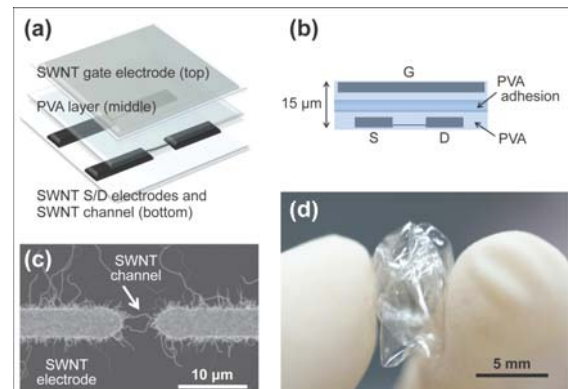 (a)
SWNT gate electrode (top)
PVA layer (middle)
SWNT S/D electrodes and
SWNT channel (bottom)
(b)
G
15 µm
PVA
adhesion
S
D
PVA
(c)
SWNT
channel
SWNT
electrode
10 µm
(d)
5 mm